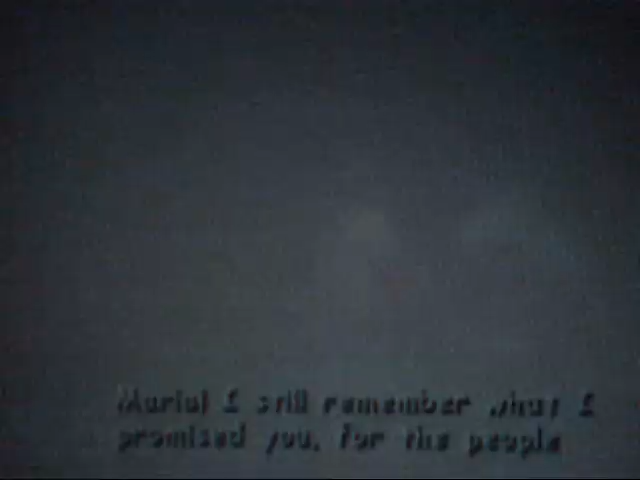 Muriel I still remember what I
promised you, for the people